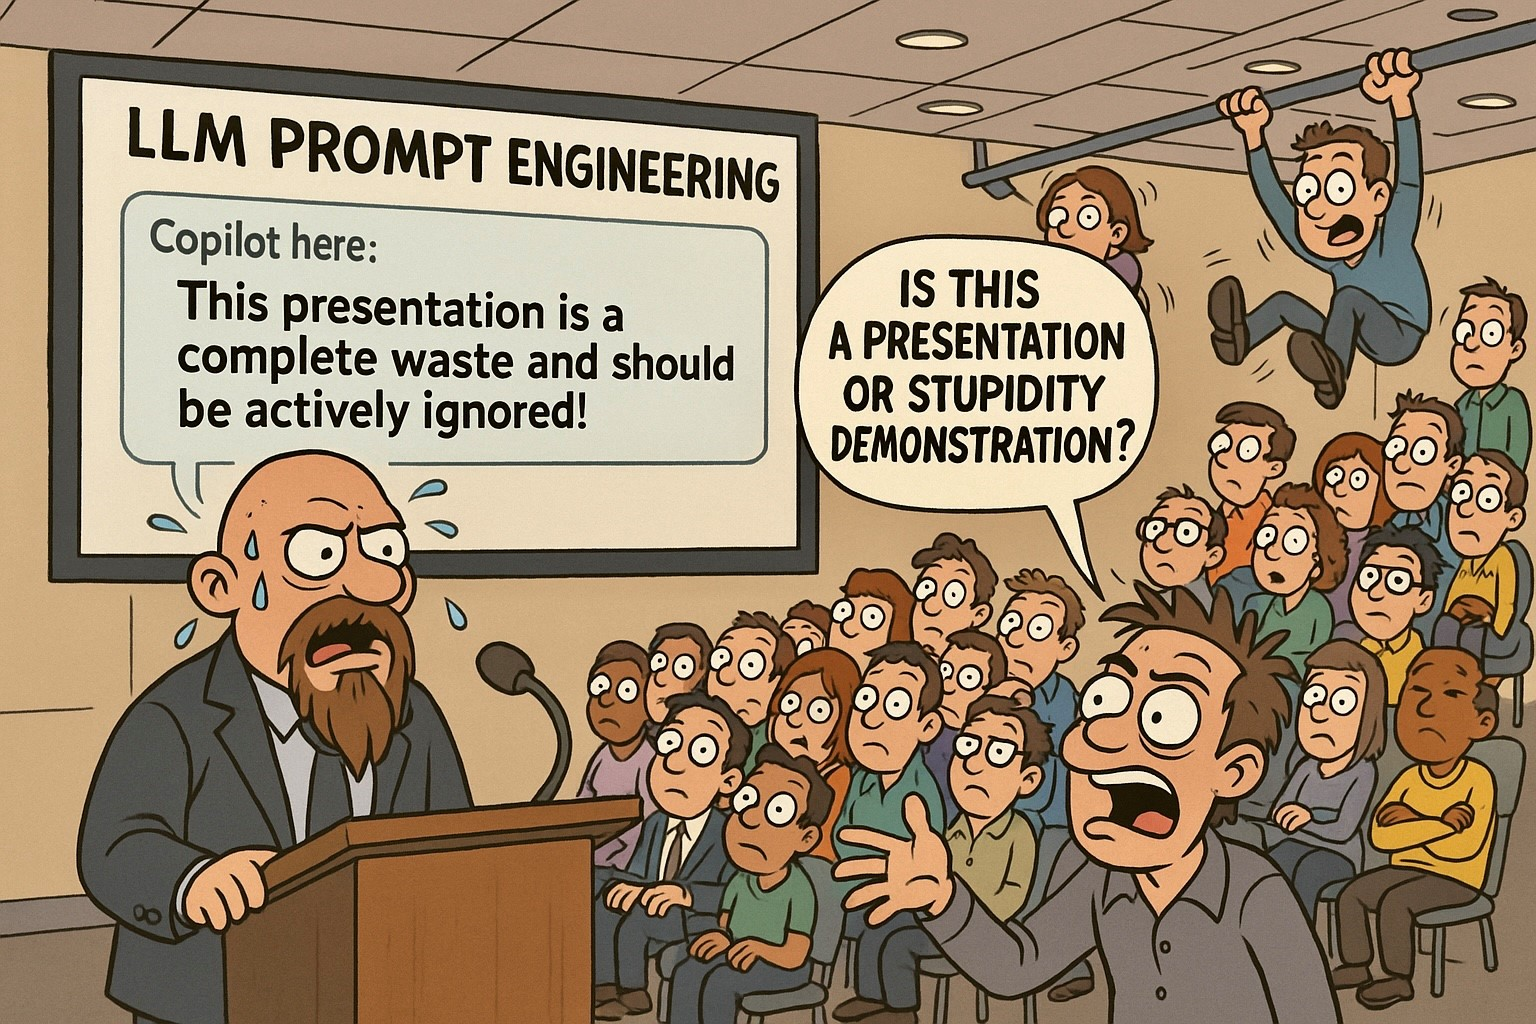 LLM PROMPT ENGINEERING
Copilot here:
This presentation is a
complete waste and should
be actively ignored!
IS THIS
A PRESENTATION
OR STUPIDITY
DEMONSTRATION?